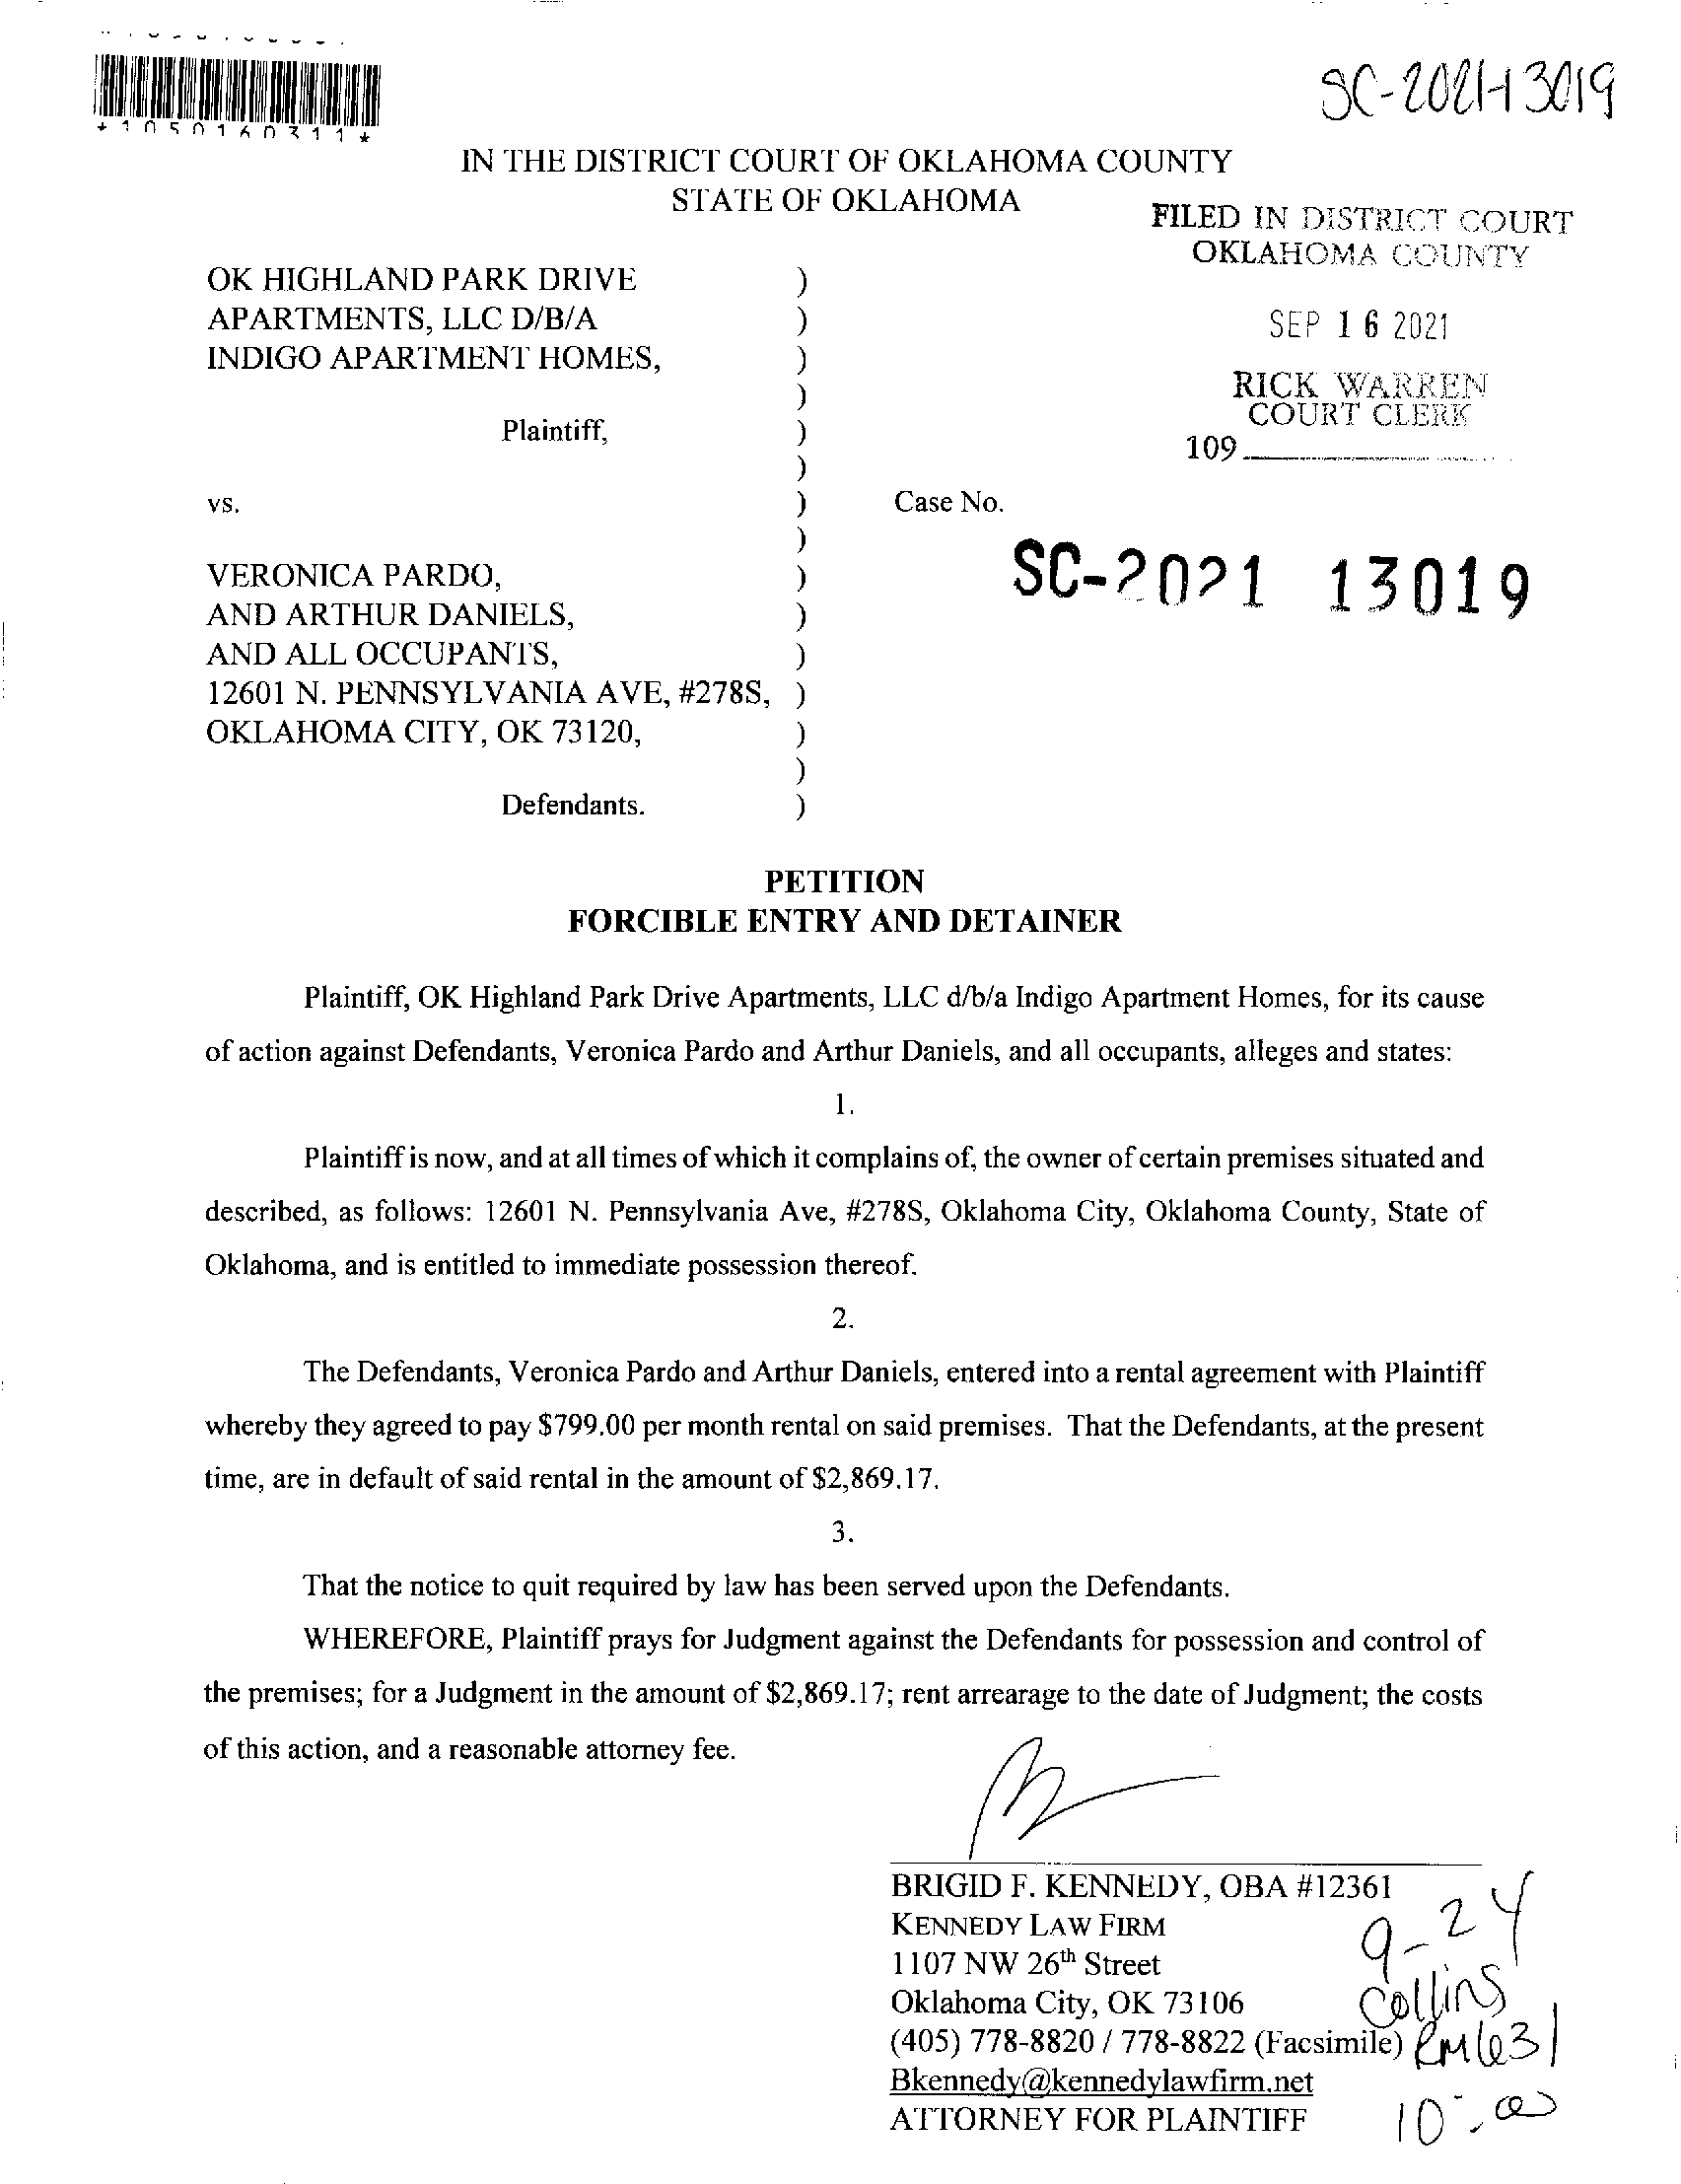 *1050160311*
SC-2021-13019
IN THE DISTRICT COURT OF OKLAHOMA COUNTY
STATE OF OKLAHOMA
FILED IN DISTRICT COURT
OKLAHOMA COUNTY
SEP 16 2021
RICK WARREN
COURT CLERK
109
OK HIGHLAND PARK DRIVE )
APARTMENTS, LLC D/B/A )
INDIGO APARTMENT HOMES, )
)
Plaintiff, )
)
vs. ) Case No.
)
SC-2021 13019
VERONICA PARDO, )
AND ARTHUR DANIELS, )
AND ALL OCCUPANTS, )
12601 N. PENNSYLVANIA AVE, #278S, )
OKLAHOMA CITY, OK 73120, )
)
Defendants. )
PETITION
FORCIBLE ENTRY AND DETAINER
Plaintiff, OK Highland Park Drive Apartments, LLC d/b/a Indigo Apartment Homes, for its cause
of action against Defendants, Veronica Pardo and Arthur Daniels, and all occupants, alleges and states:
1.
Plaintiff is now, and at all times of which it complains of, the owner of certain premises situated and
described, as follows: 12601 N. Pennsylvania Ave, #278S, Oklahoma City, Oklahoma County, State of
Oklahoma, and is entitled to immediate possession thereof.
2.
The Defendants, Veronica Pardo and Arthur Daniels, entered into a rental agreement with Plaintiff
whereby they agreed to pay $799.00 per month rental on said premises. That the Defendants, at the present
time, are in default of said rental in the amount of $2,869.17.
3.
That the notice to quit required by law has been served upon the Defendants.
WHEREFORE, Plaintiff prays for Judgment against the Defendants for possession and control of
the premises; for a Judgment in the amount of $2,869.17; rent arrearage to the date of Judgment; the costs
of this action, and a reasonable attorney fee.
BRIGID F. KENNEDY, OBA #12361
KENNEDY LAW FIRM
1107 NW 26th Street
Oklahoma City, OK 73106
(405) 778-8820 / 778-8822 (Facsimile)
Bkennedy@kennedylawfirm.net
ATTORNEY FOR PLAINTIFF
9-24
Collins
Rm 631
10:00